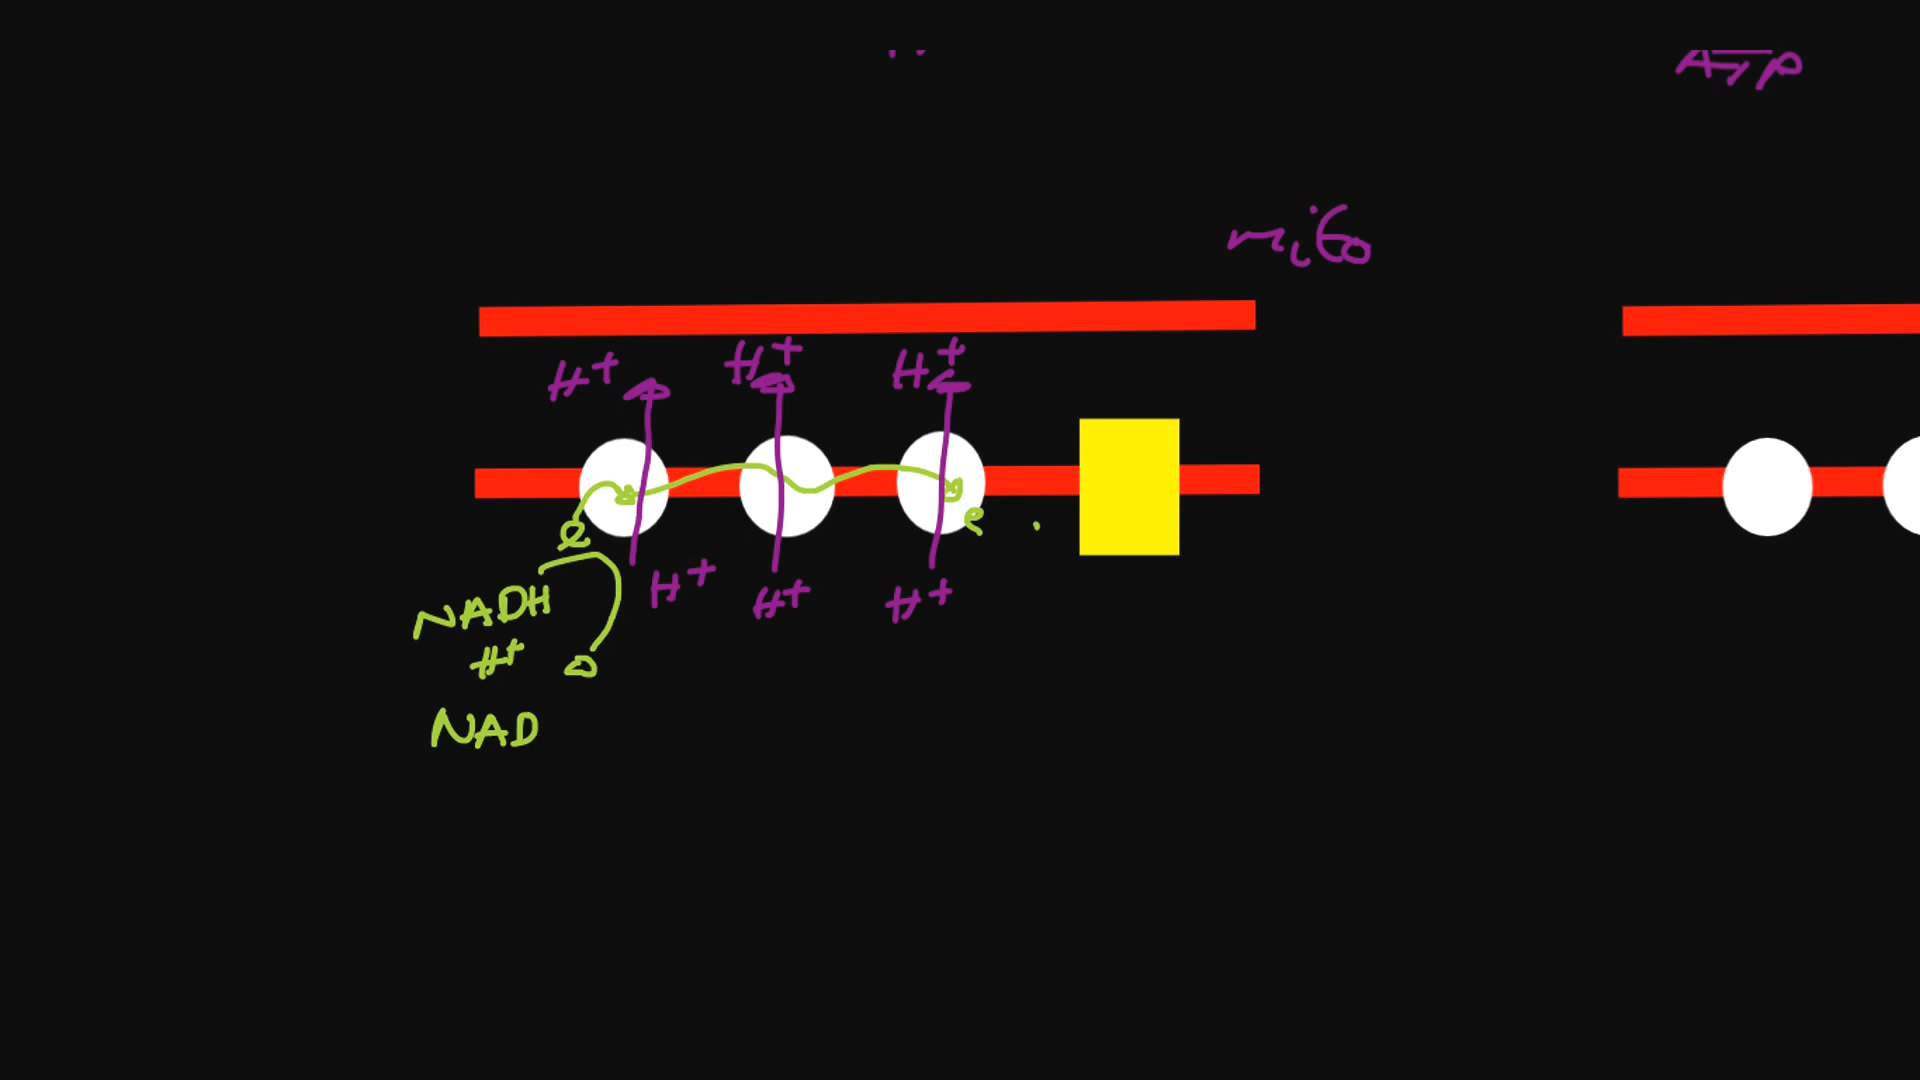 ATP
mito
H+ H+ H+
e
e
H+ H+ H+
NADH
H+
NAD